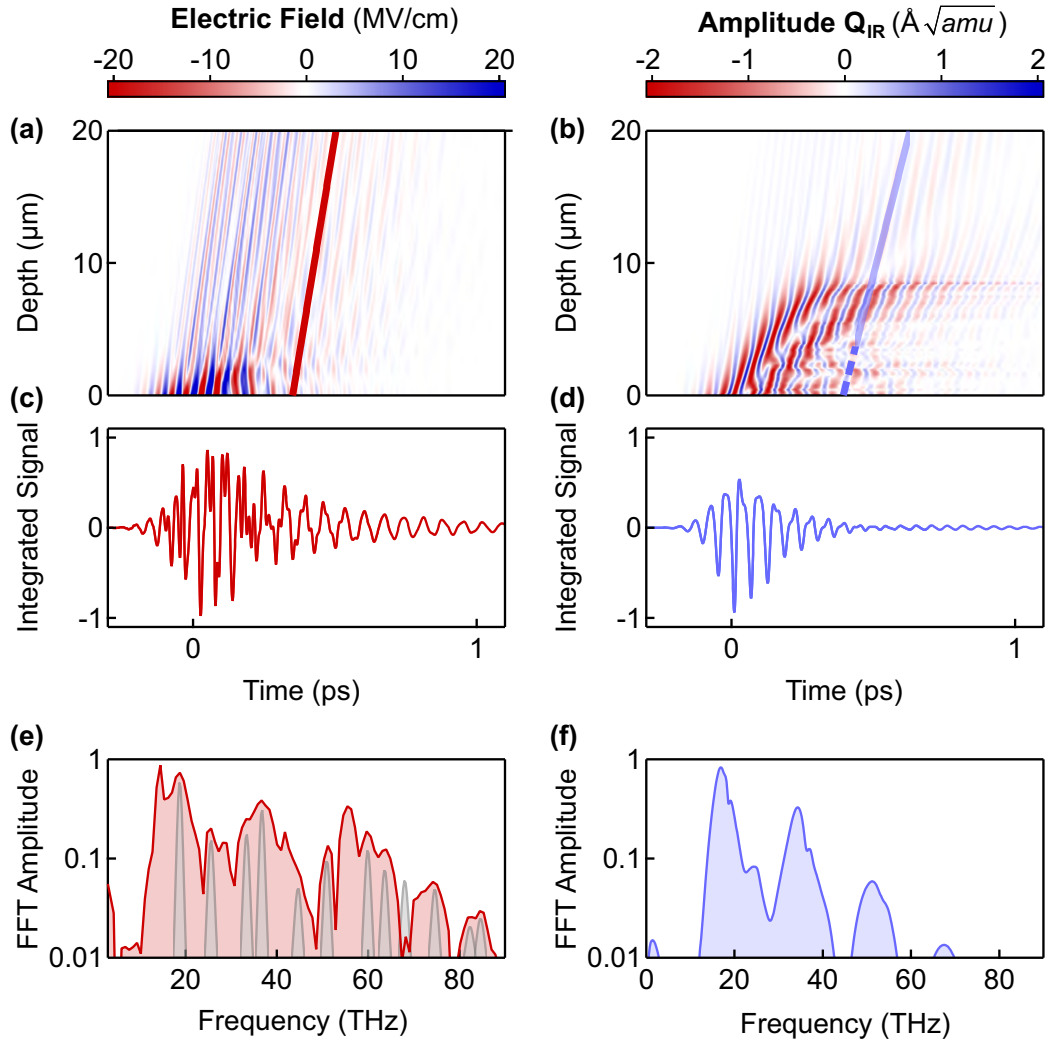 Electric Field (MV/cm)
-20 -10 0 10 20
Amplitude Q_IR (Å √amu)
-2 -1 0 1 2
(a)
20
10
0
Depth (µm)
(b)
20
10
0
Depth (µm)
(c)
1
0
-1
Integrated Signal
0 1
Time (ps)
(d)
1
0
-1
Integrated Signal
0 1
Time (ps)
(e)
1
0.1
0.01
FFT Amplitude
20 40 60 80
Frequency (THz)
(f)
1
0.1
0.01
FFT Amplitude
0 20 40 60 80
Frequency (THz)